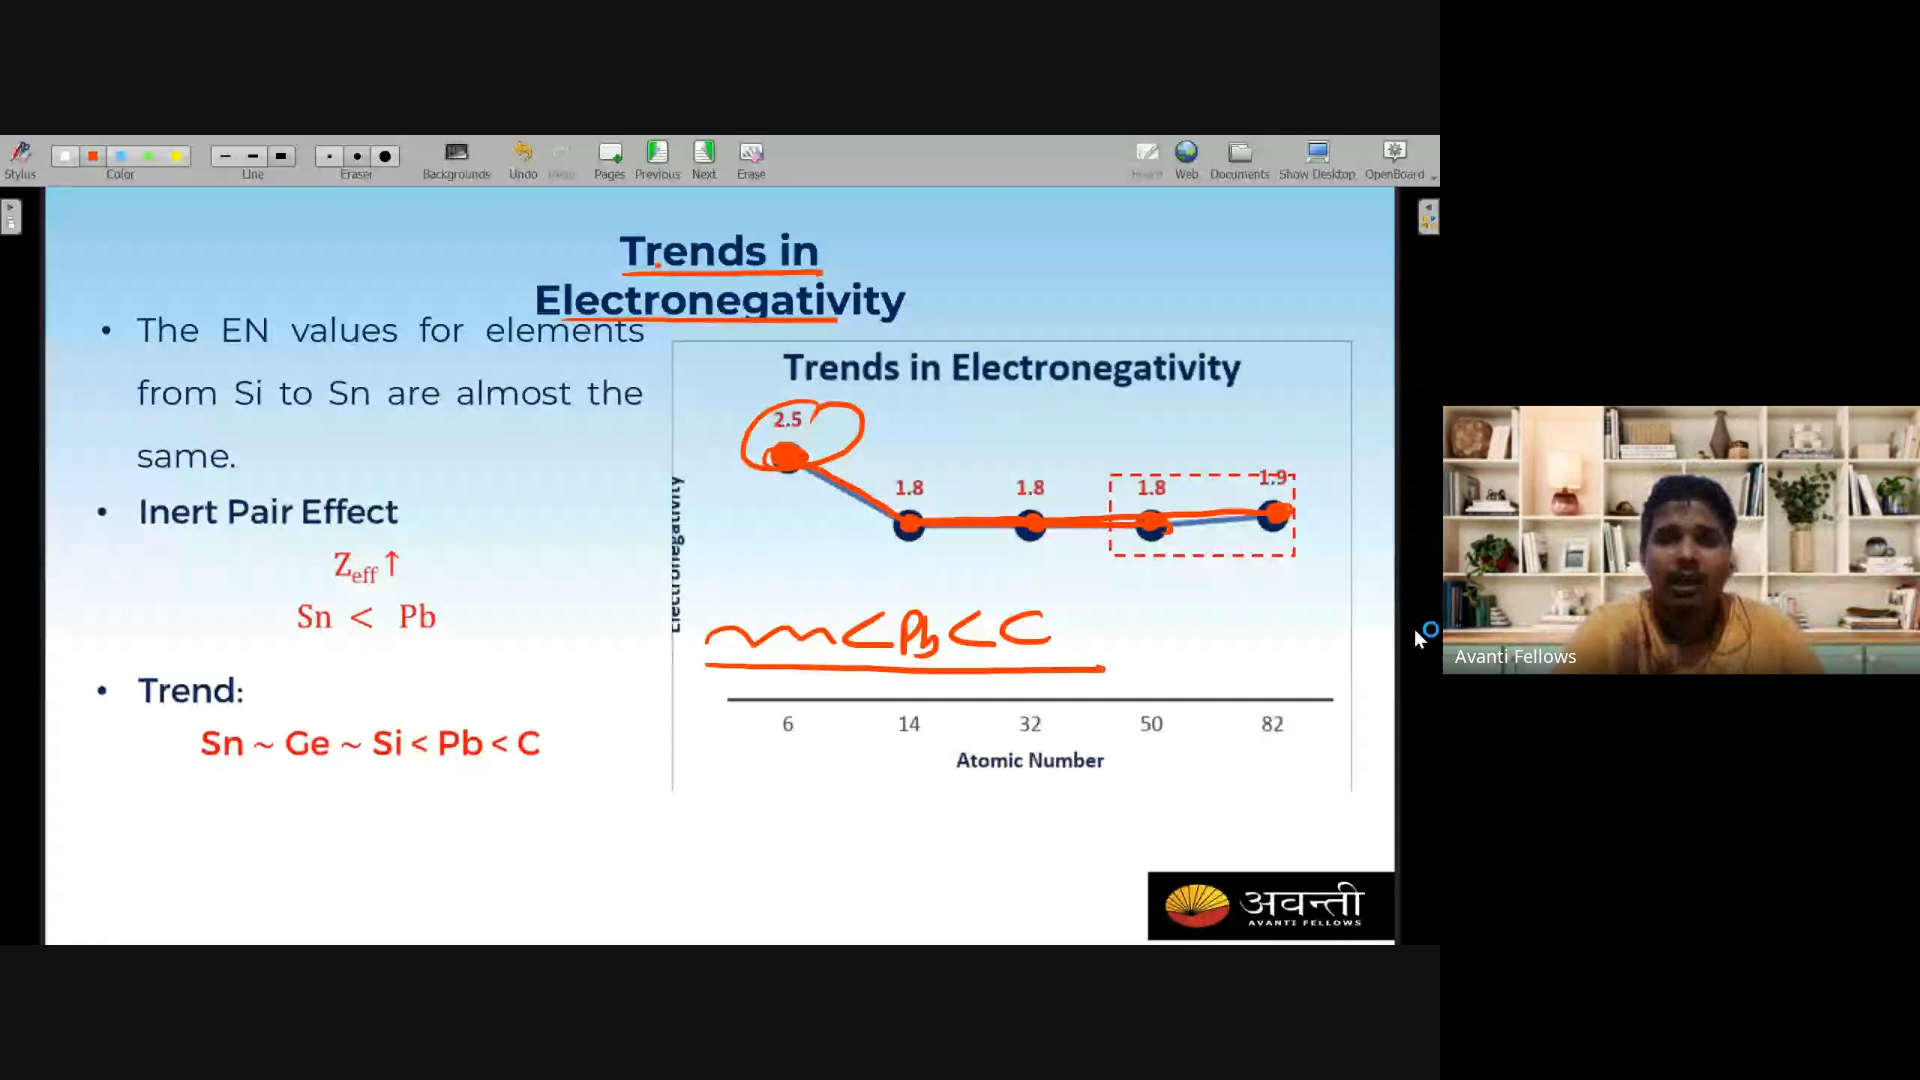 Stylus
Color
Line
Eraser
Backgrounds
Undo
Pages
Previous
Next
Erase
Web
Documents
Show Desktop
OpenBoard
Trends in
Electronegativity
• The EN values for elements
from Si to Sn are almost the
same.
• Inert Pair Effect
Zeff ↑
Sn < Pb
• Trend:
Sn ~ Ge ~ Si < Pb < C
Trends in Electronegativity
2.5
1.8
1.8
1.8
1.9
Electronegativity
< Pb < C
6 14 32 50 82
Atomic Number
अवन्ती
AVANTI FELLOWS
Avanti Fellows